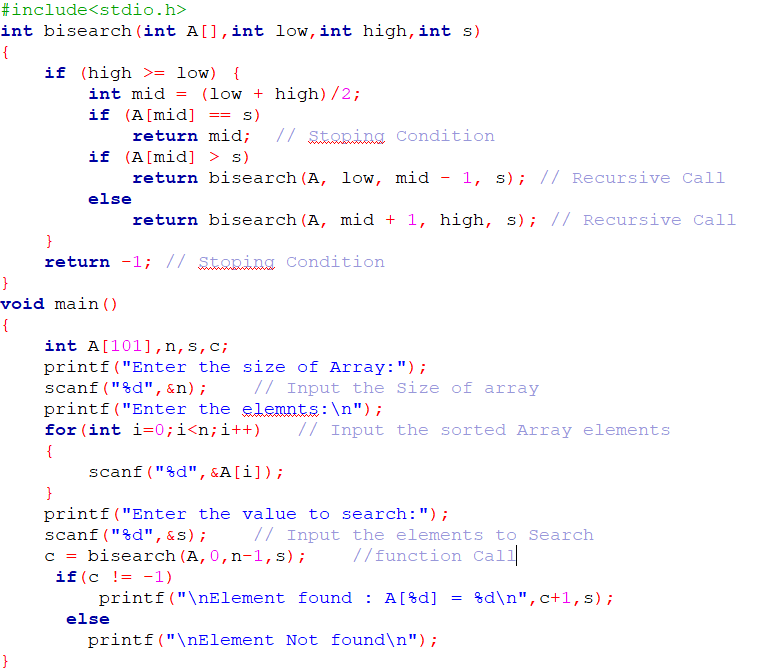 #include<stdio.h>
int bisearch(int A[],int low,int high,int s)
{
    if (high >= low) {
        int mid = (low + high)/2;
        if (A[mid] == s)
            return mid;  // Stoping Condition
        if (A[mid] > s)
            return bisearch(A, low, mid - 1, s); // Recursive Call
        else
            return bisearch(A, mid + 1, high, s); // Recursive Call
    }
    return -1; // Stoping Condition
}
void main()
{
    int A[101],n,s,c;
    printf("Enter the size of Array:");
    scanf("%d",&n);    // Input the Size of array
    printf("Enter the elemnts:\n");
    for(int i=0;i<n;i++)   // Input the sorted Array elements
    {
        scanf("%d",&A[i]);
    }
    printf("Enter the value to search:");
    scanf("%d",&s);    // Input the elements to Search
    c = bisearch(A,0,n-1,s);    //function Call
     if(c != -1)
         printf("\nElement found : A[%d] = %d\n",c+1,s);
      else
        printf("\nElement Not found\n");
}